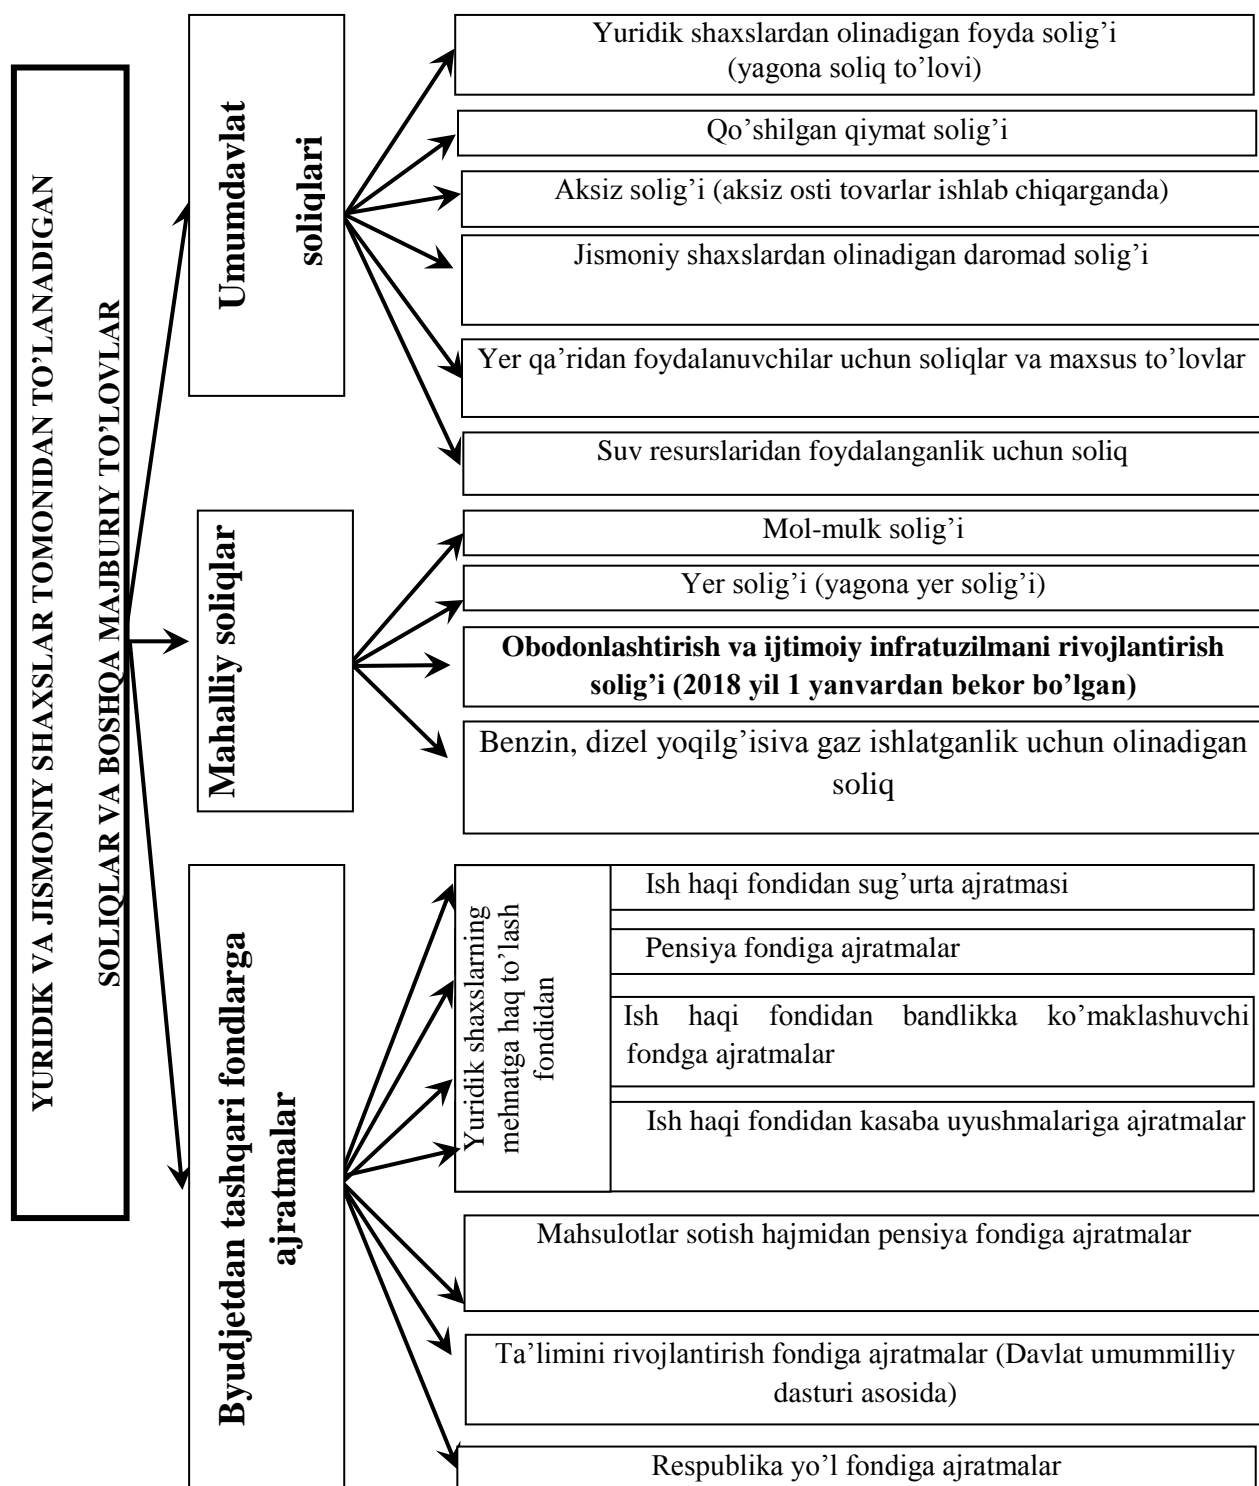 YURIDIK VA JISMONIY SHAXSLAR TOMONIDAN TO’LANADIGAN
SOLIQLAR VA BOSHQA MAJBURIY TO’LOVLAR
Umumdavlat
soliqlari
Yuridik shaxslardan olinadigan foyda solig’i
(yagona soliq to’lovi)
Qo’shilgan qiymat solig’i
Aksiz solig’i (aksiz osti tovarlar ishlab chiqarganda)
Jismoniy shaxslardan olinadigan daromad solig’i
Yer qa’ridan foydalanuvchilar uchun soliqlar va maxsus to’lovlar
Suv resurslaridan foydalanganlik uchun soliq
Mahalliy soliqlar
Mol-mulk solig’i
Yer solig’i (yagona yer solig’i)
Obodonlashtirish va ijtimoiy infratuzilmani rivojlantirish
solig’i (2018 yil 1 yanvardan bekor bo’lgan)
Benzin, dizel yoqilg’isiva gaz ishlatganlik uchun olinadigan
soliq
Byudjetdan tashqari fondlarga
ajratmalar
Yuridik shaxslarning
mehnatga haq to’lash
fondidan
Ish haqi fondidan sug’urta ajratmasi
Pensiya fondiga ajratmalar
Ish haqi fondidan bandlikka ko’maklashuvchi
fondga ajratmalar
Ish haqi fondidan kasaba uyushmalariga ajratmalar
Mahsulotlar sotish hajmidan pensiya fondiga ajratmalar
Ta’limini rivojlantirish fondiga ajratmalar (Davlat umummilliy
dasturi asosida)
Respublika yo’l fondiga ajratmalar